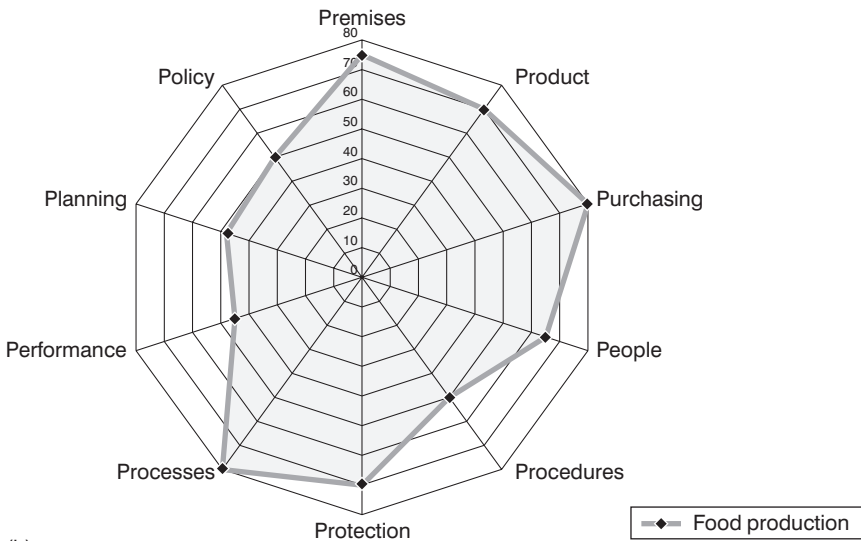 Premises
80
70
60
50
40
30
20
10
0
Product
Purchasing
People
Procedures
Protection
Processes
Performance
Planning
Policy
Food production